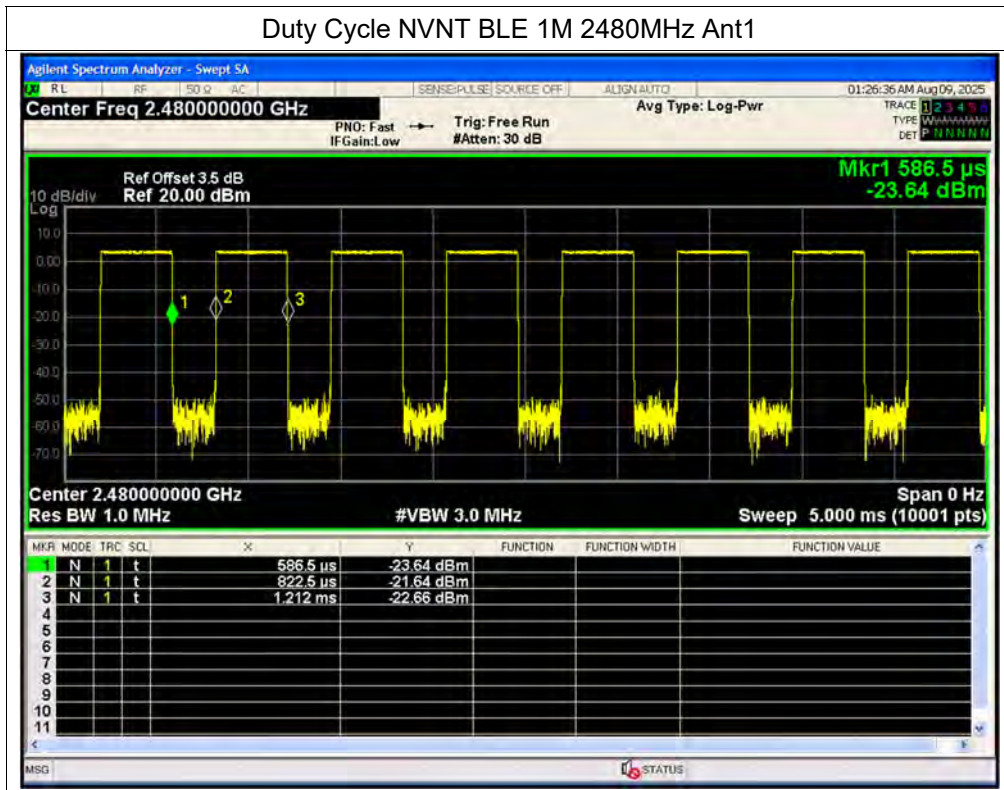 Duty Cycle NVNT BLE 1M 2480MHz Ant1
Agilent Spectrum Analyzer - Swept SA
RL RF 50 Ω AC SENSE:PULSE SOURCE OFF ALIGN AUTO 01:26:36 AM Aug 09, 2025
Center Freq 2.480000000 GHz Avg Type: Log-Pwr TRACE 1 2 3 4 5 6
PNO: Fast Trig: Free Run TYPE
IFGain:Low #Atten: 30 dB DET P N N N N N
Mkr1 586.5 µs
Ref Offset 3.5 dB
10 dB/div Ref 20.00 dBm -23.64 dBm
Log
10.0
0.00
-10.0
1 2 3
-20.0
-30.0
-40.0
-50.0
-60.0
-70.0
Center 2.480000000 GHz Span 0 Hz
Res BW 1.0 MHz #VBW 3.0 MHz Sweep 5.000 ms (10001 pts)
MKR MODE TRC SCL X Y FUNCTION FUNCTION WIDTH FUNCTION VALUE
1 N 1 t 586.5 µs -23.64 dBm
2 N 1 t 822.5 µs -21.64 dBm
3 N 1 t 1.212 ms -22.66 dBm
4
5
6
7
8
9
10
11
MSG STATUS